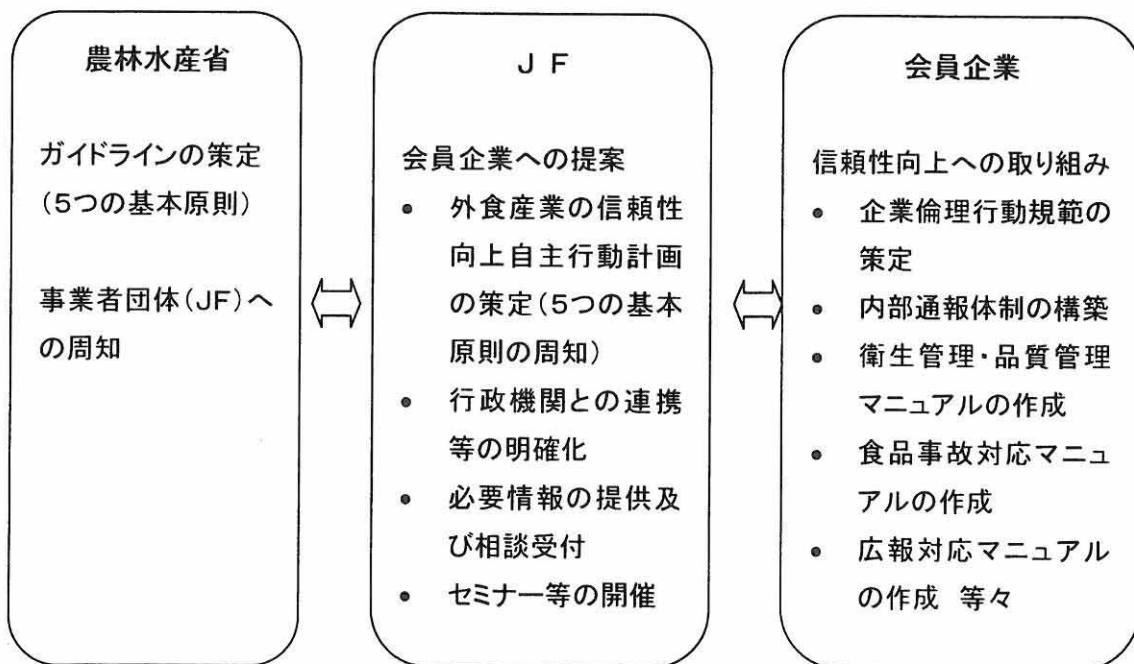 農林水産省
ガイドラインの策定
(5つの基本原則)
事業者団体(JF)へ
の周知
JF
会員企業への提案
• 外食産業の信頼性
向上自主行動計画
の策定(5つの基本
原則の周知)
• 行政機関との連携
等の明確化
• 必要情報の提供及
び相談受付
• セミナー等の開催
会員企業
信頼性向上への取り組み
• 企業倫理行動規範の
策定
• 内部通報体制の構築
• 衛生管理・品質管理
マニュアルの作成
• 食品事故対応マニュ
アルの作成
• 広報対応マニュアル
の作成 等々